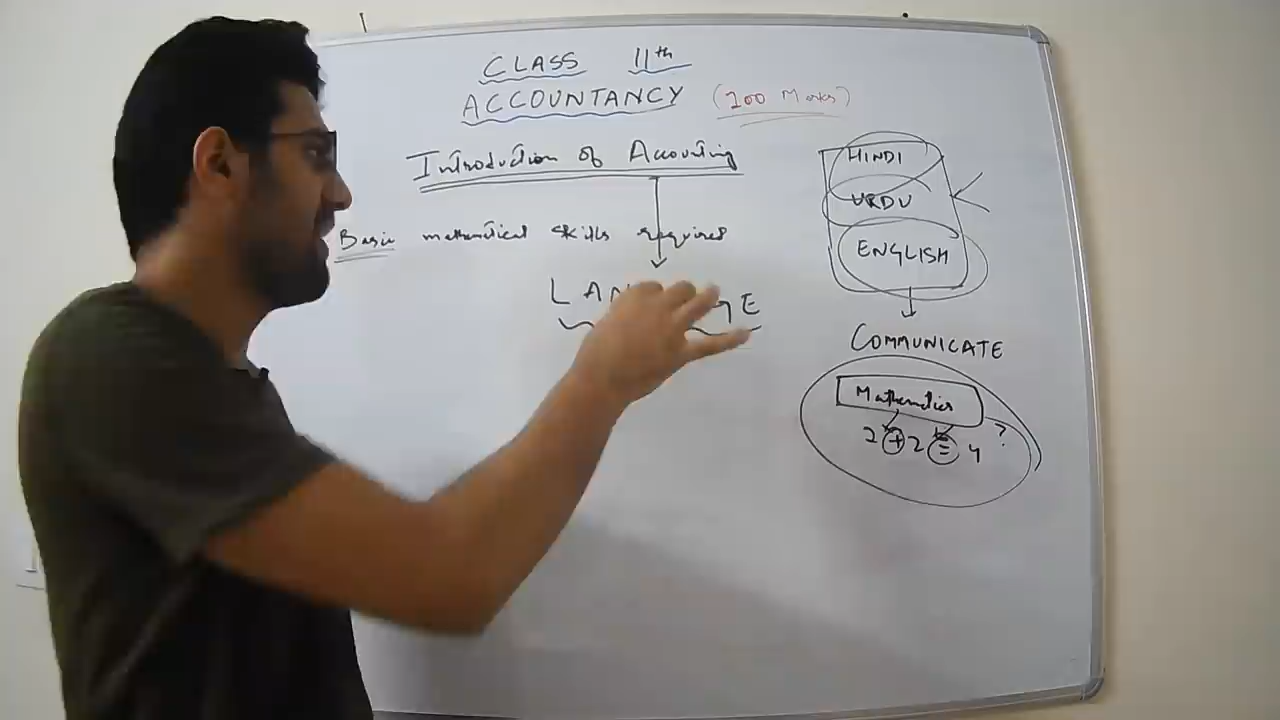 CLASS 11th
ACCOUNTANCY (100 Marks)
Introduction of Accounting
Basic mathematical skills required
HINDI
URDU
ENGLISH
COMMUNICATE
Mathematics
2 + 2 = 4 ?